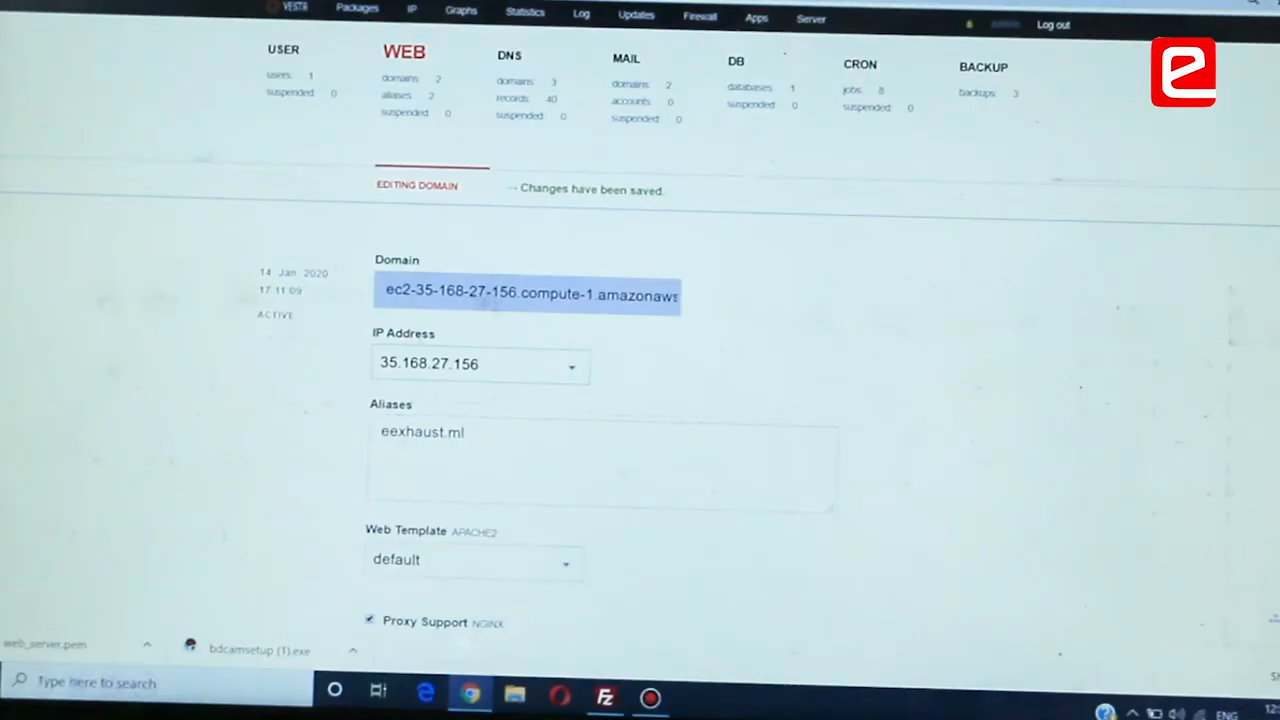 VESTA Packages IP Graphs Statistics Log Updates Firewall Apps Server Log out
USER WEB DNS MAIL DB CRON BACKUP
users: 1 domains: 2 domains: 3 domains: 2 databases: 1 jobs: 8 backups: 3
suspended: 0 aliases: 2 records: 40 accounts: 0 suspended: 0 suspended: 0
suspended: 0 suspended: 0 suspended: 0
EDITING DOMAIN → Changes have been saved.
Domain
14 Jan 2020
17:11:09
ACTIVE
ec2-35-168-27-156.compute-1.amazonaws
IP Address
35.168.27.156
Aliases
eexhaust.ml
Web Template APACHE2
default
Proxy Support NGINX
web_server.pem bdcamsetup (1).exe
Type here to search
ENG